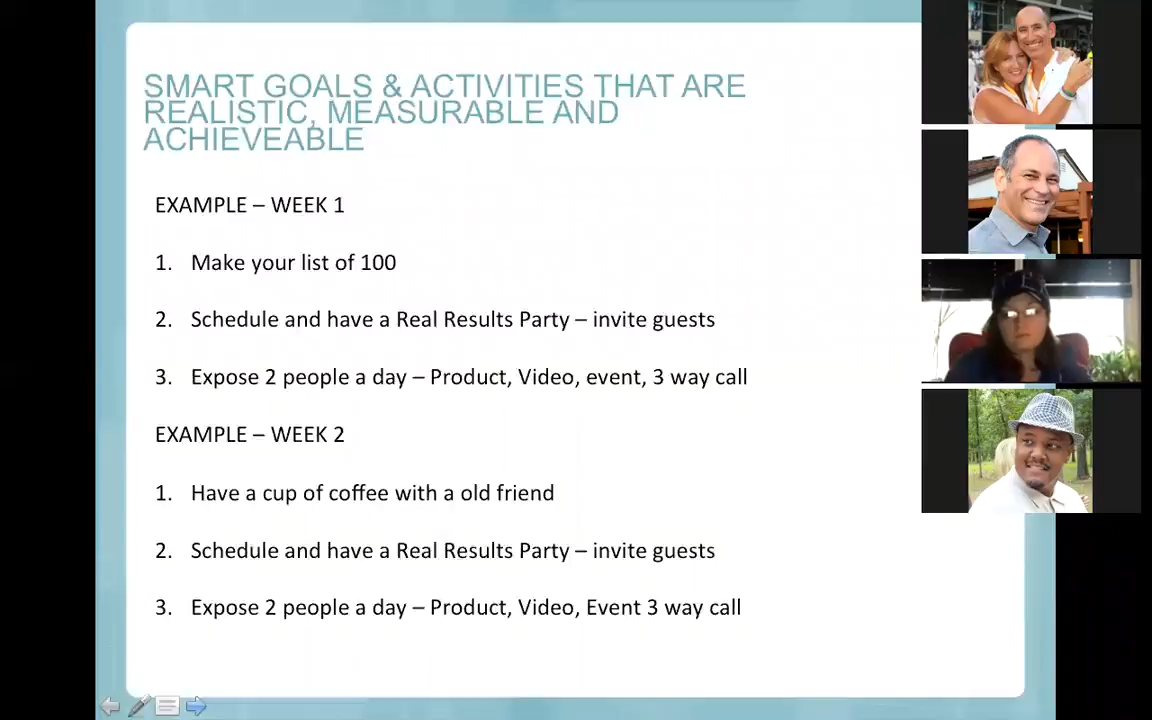 SMART GOALS & ACTIVITIES THAT ARE
REALISTIC, MEASURABLE AND
ACHIEVEABLE
EXAMPLE – WEEK 1
1. Make your list of 100
2. Schedule and have a Real Results Party – invite guests
3. Expose 2 people a day – Product, Video, event, 3 way call
EXAMPLE – WEEK 2
1. Have a cup of coffee with a old friend
2. Schedule and have a Real Results Party – invite guests
3. Expose 2 people a day – Product, Video, Event 3 way call